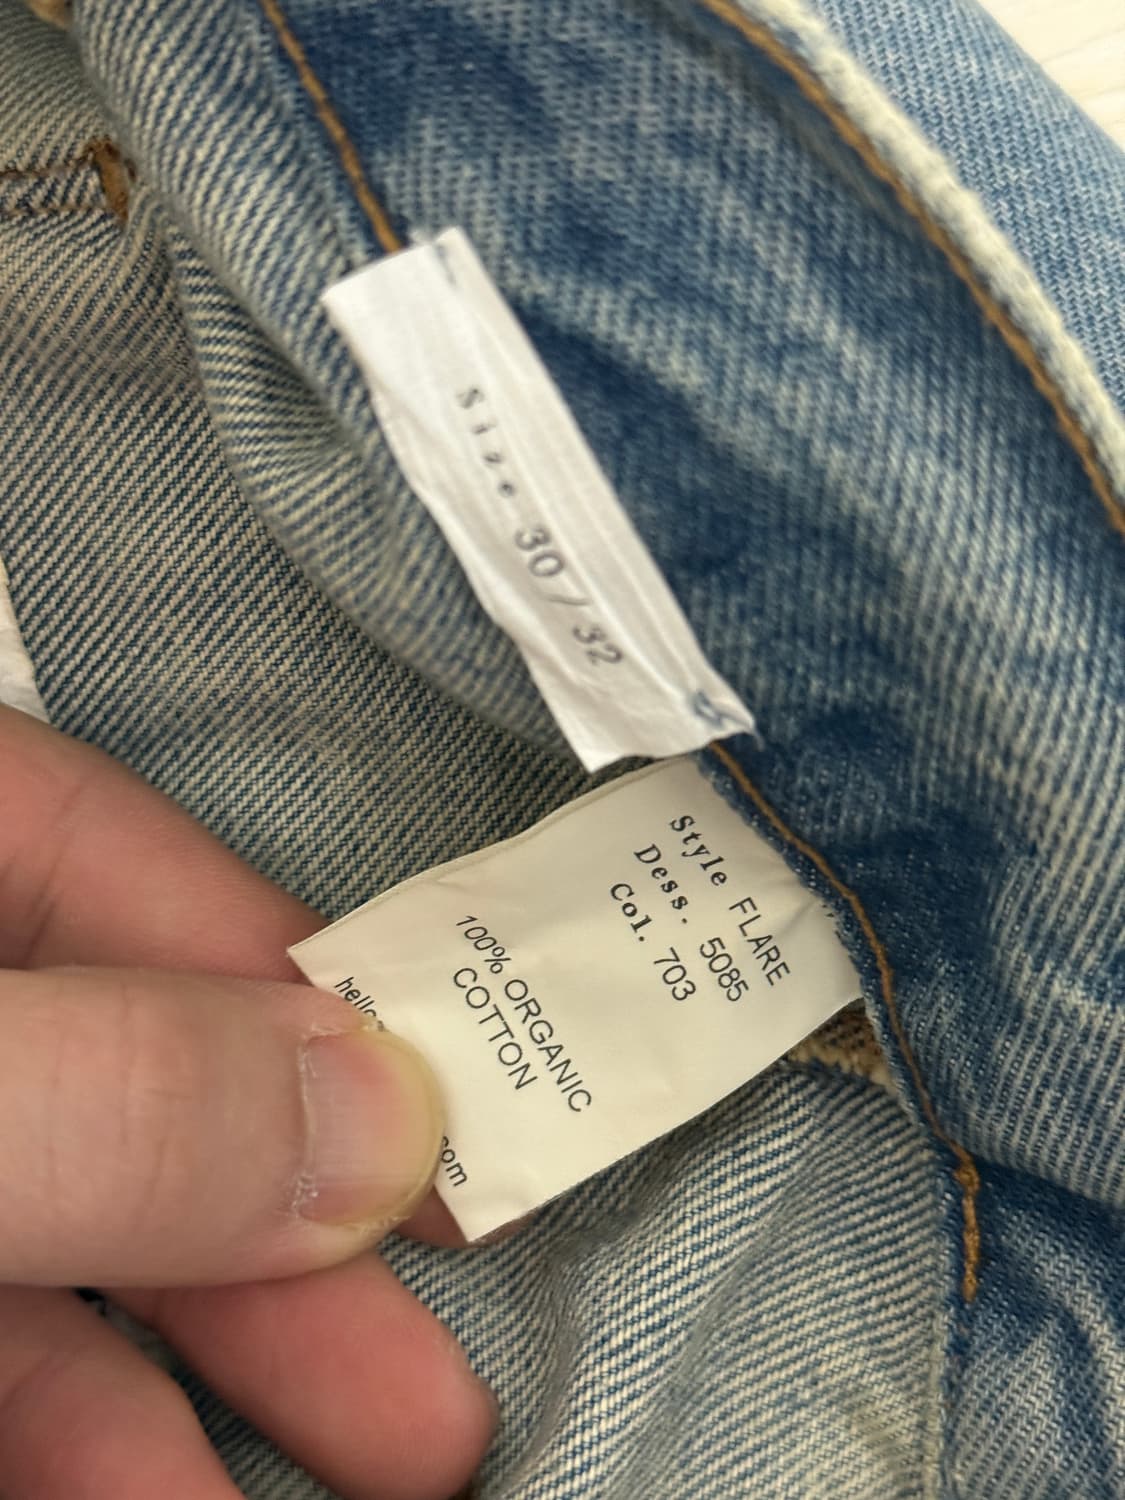 Size 30/32
Style FLARE
Dess. 5085
Col. 703
100% ORGANIC
COTTON